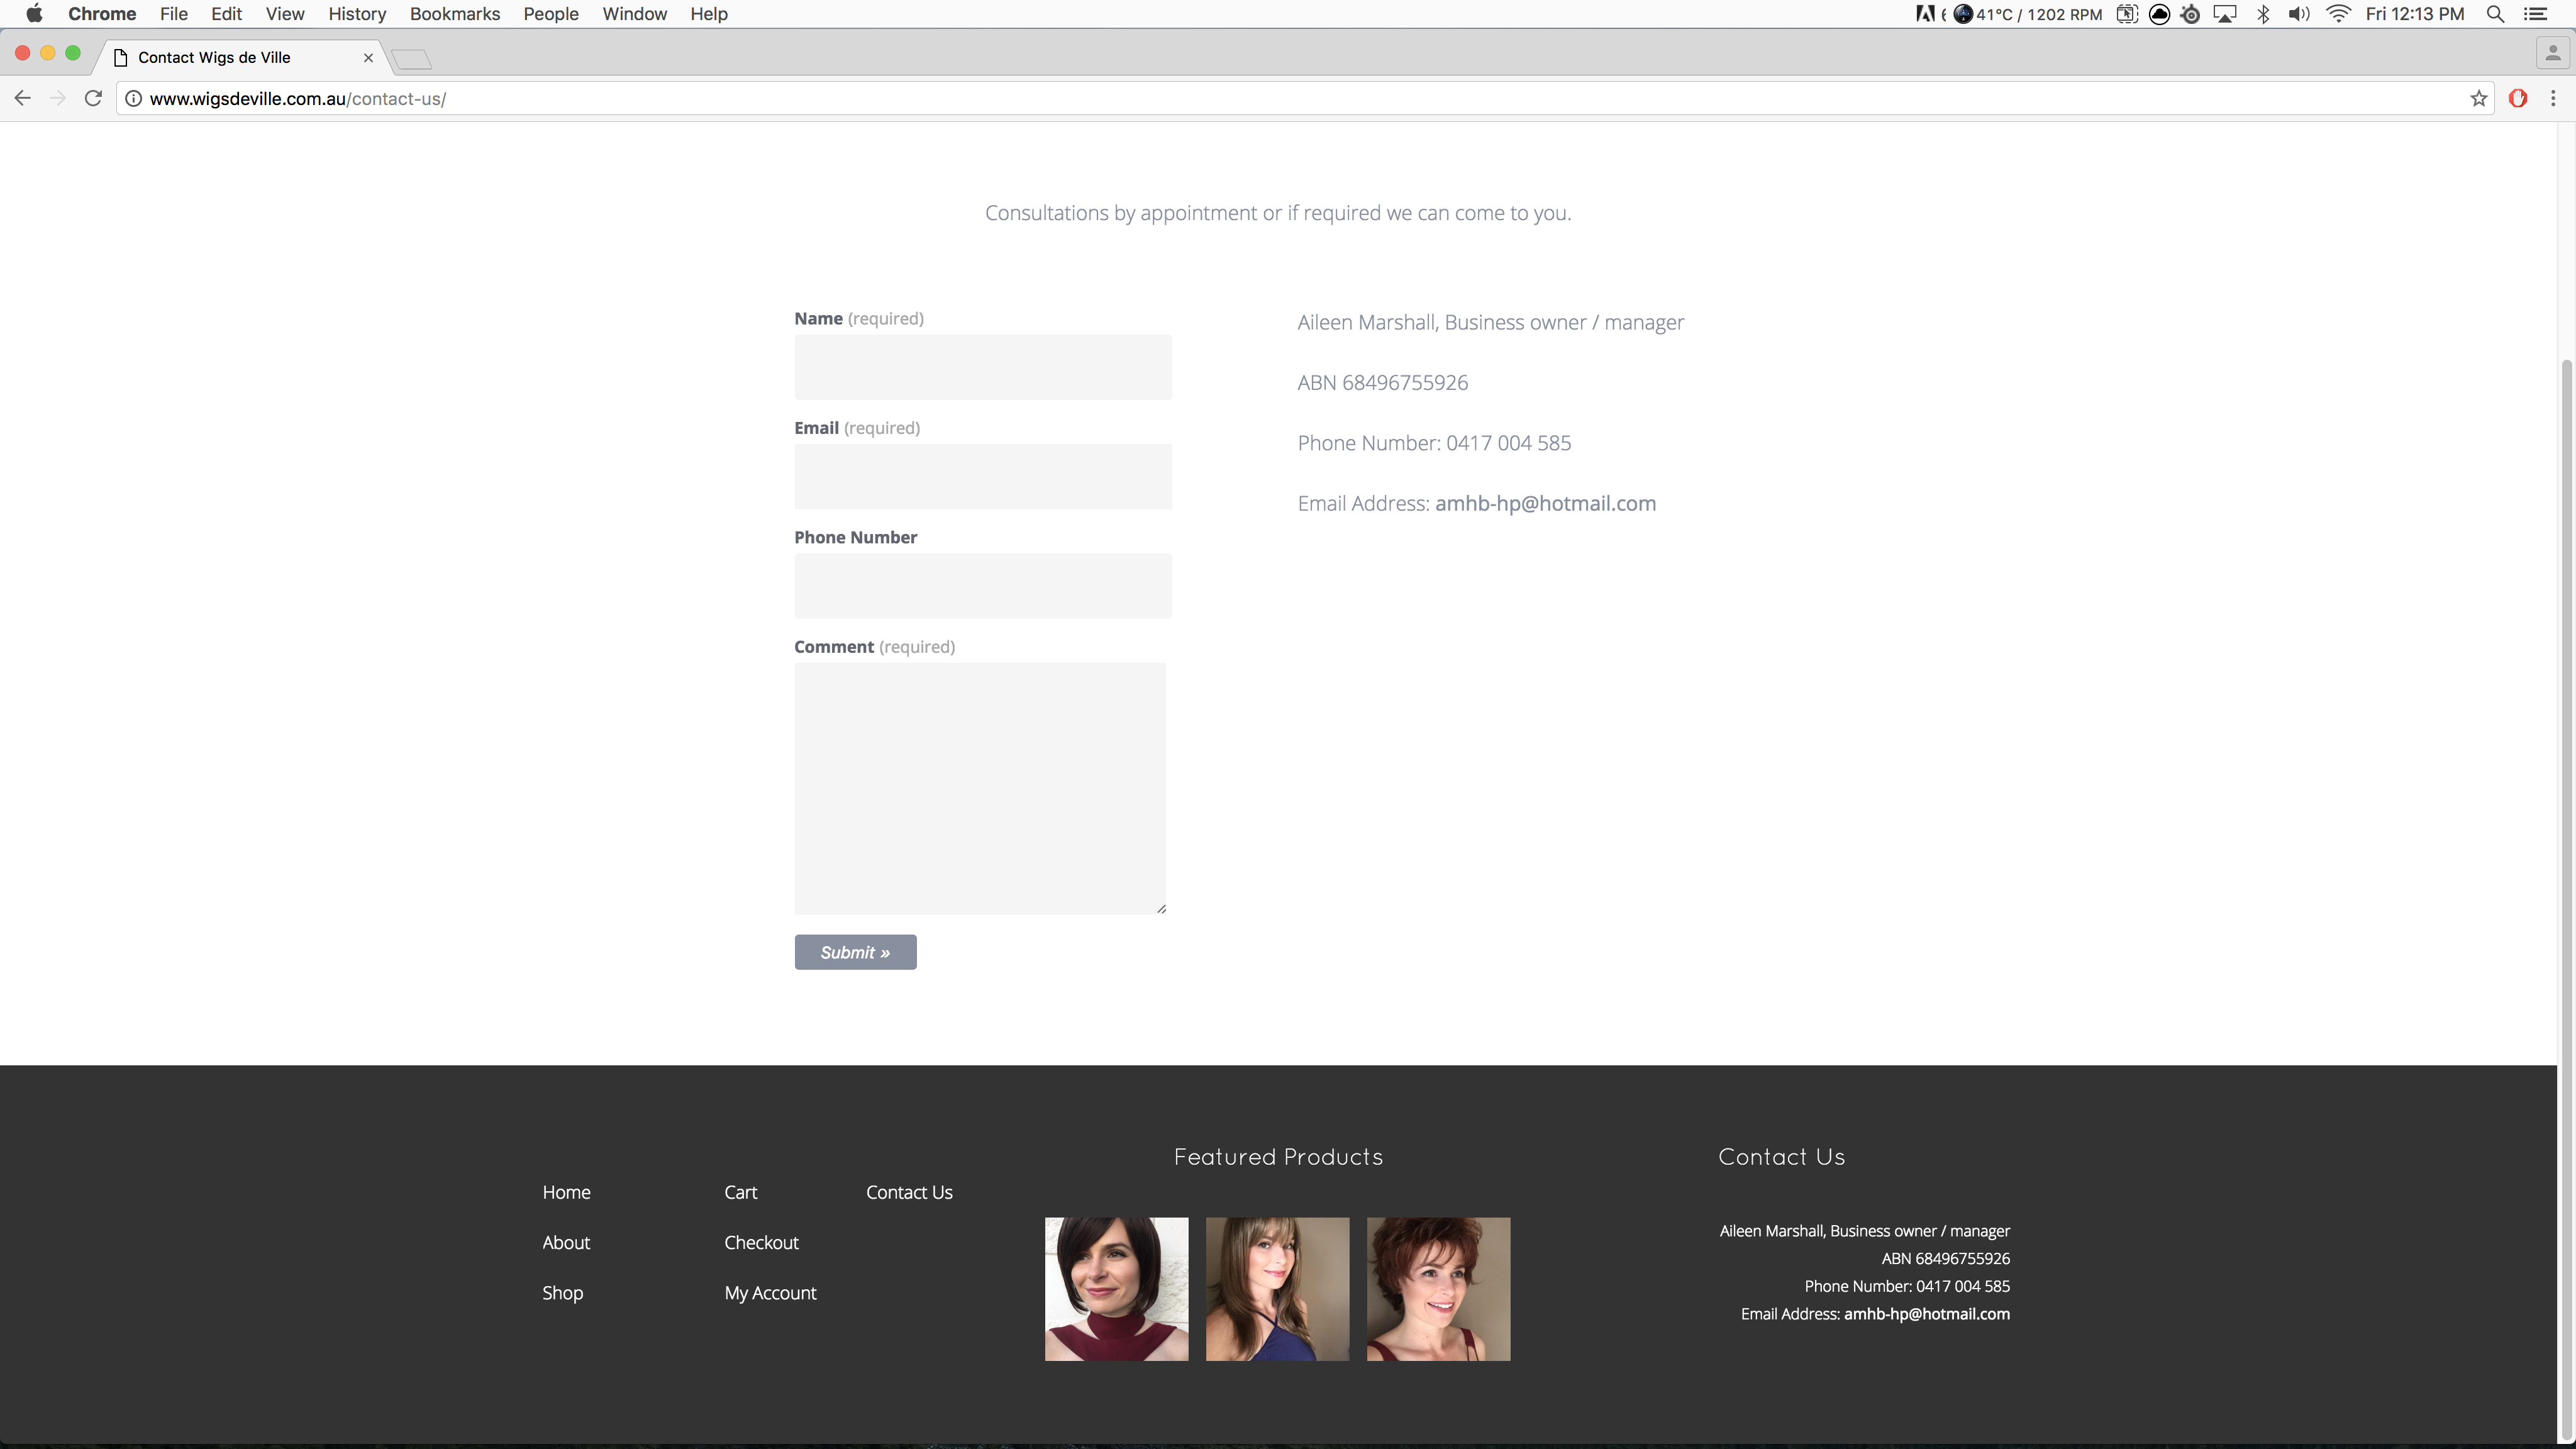 Chrome File Edit View History Bookmarks People Window Help
6 41°C / 1202 RPM Fri 12:13 PM
Contact Wigs de Ville
www.wigsdeville.com.au/contact-us/
Consultations by appointment or if required we can come to you.
Name (required)
Email (required)
Phone Number
Comment (required)
Submit »
Aileen Marshall, Business owner / manager
ABN 68496755926
Phone Number: 0417 004 585
Email Address: amhb-hp@hotmail.com
Home
About
Shop
Cart
Checkout
My Account
Contact Us
Featured Products
Contact Us
Aileen Marshall, Business owner / manager
ABN 68496755926
Phone Number: 0417 004 585
Email Address: amhb-hp@hotmail.com